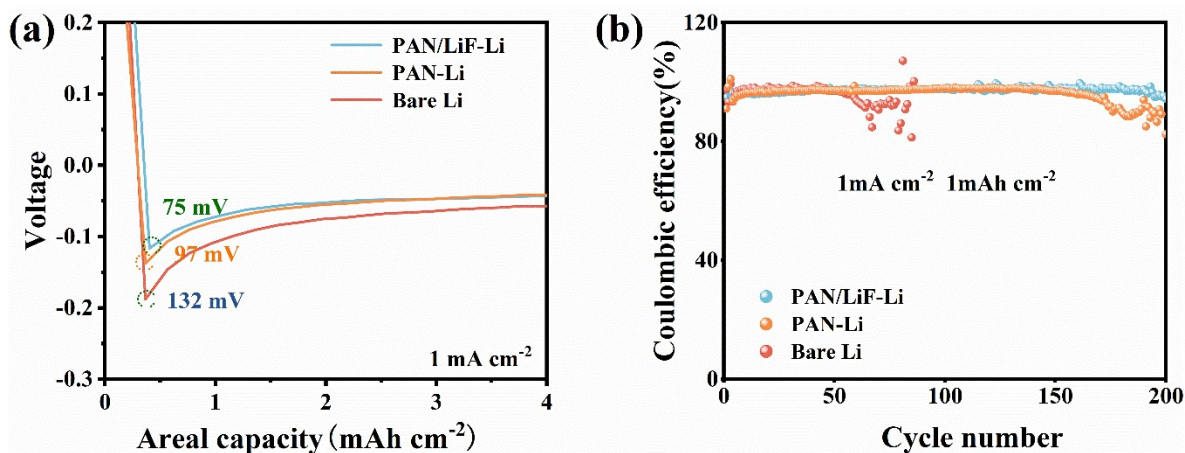 (a)
0.2
0.1
0.0
-0.1
-0.2
-0.3
Voltage
PAN/LiF-Li
PAN-Li
Bare Li
75 mV
97 mV
132 mV
1 mA cm⁻²
0
1
2
3
4
Areal capacity(mAh cm⁻²)
(b)
120
80
40
0
Coulombic efficiency(%)
1mA cm⁻² 1mAh cm⁻²
PAN/LiF-Li
PAN-Li
Bare Li
0
50
100
150
200
Cycle number